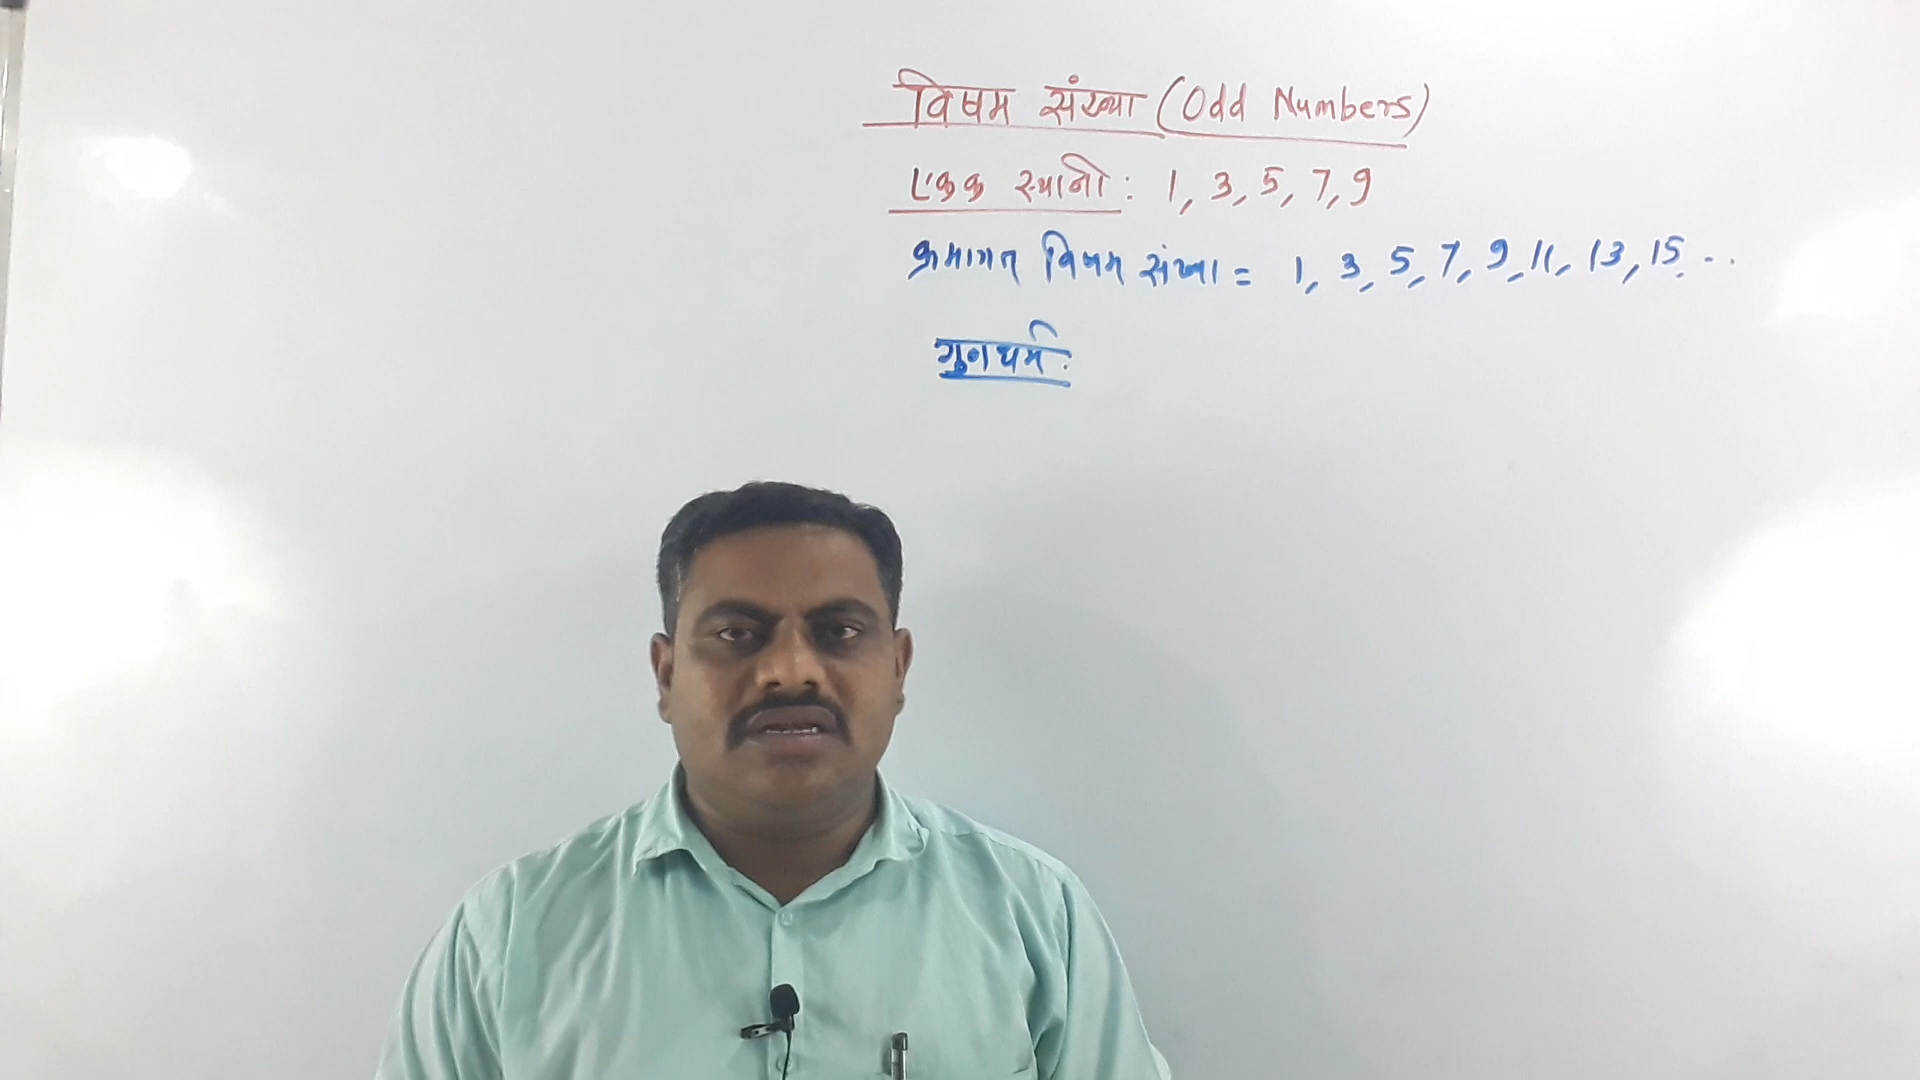 विषम संख्या (Odd Numbers)
एकक स्थानी : 1, 3, 5, 7, 9
क्रमागत विषम संख्या = 1, 3, 5, 7, 9, 11, 13, 15, ..
गुणधर्म :